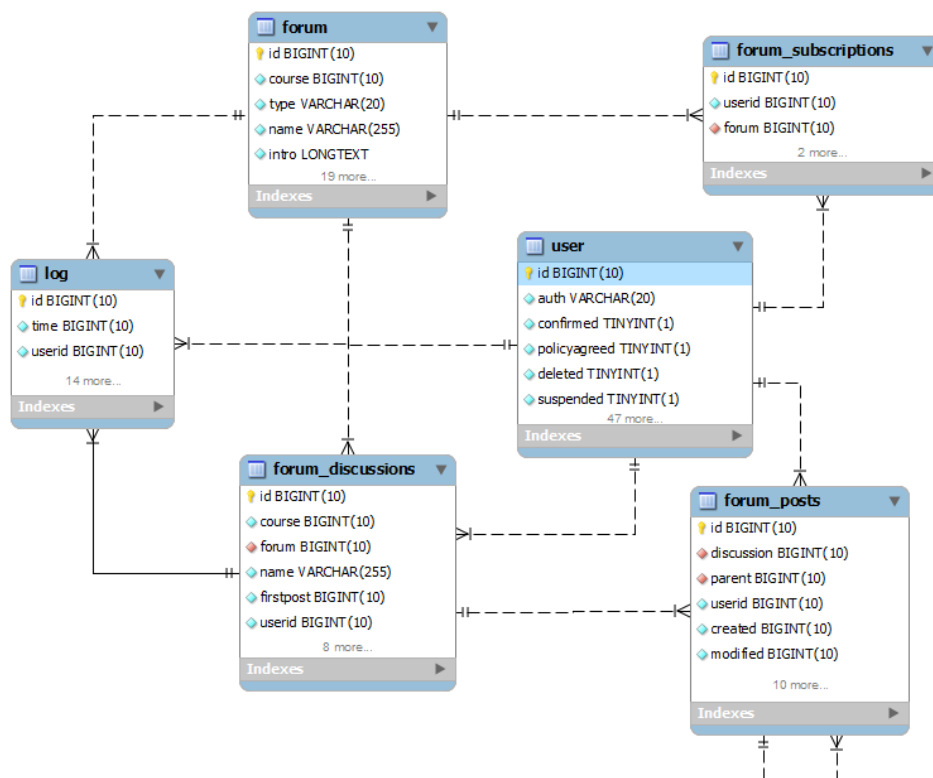 forum
id BIGINT(10)
course BIGINT(10)
type VARCHAR(20)
name VARCHAR(255)
intro LONGTEXT
19 more...
Indexes
forum_subscriptions
id BIGINT(10)
userid BIGINT(10)
forum BIGINT(10)
2 more...
Indexes
log
id BIGINT(10)
time BIGINT(10)
userid BIGINT(10)
14 more...
Indexes
user
id BIGINT(10)
auth VARCHAR(20)
confirmed TINYINT(1)
policyagreed TINYINT(1)
deleted TINYINT(1)
suspended TINYINT(1)
47 more...
Indexes
forum_discussions
id BIGINT(10)
course BIGINT(10)
forum BIGINT(10)
name VARCHAR(255)
firstpost BIGINT(10)
userid BIGINT(10)
8 more...
Indexes
forum_posts
id BIGINT(10)
discussion BIGINT(10)
parent BIGINT(10)
userid BIGINT(10)
created BIGINT(10)
modified BIGINT(10)
10 more...
Indexes